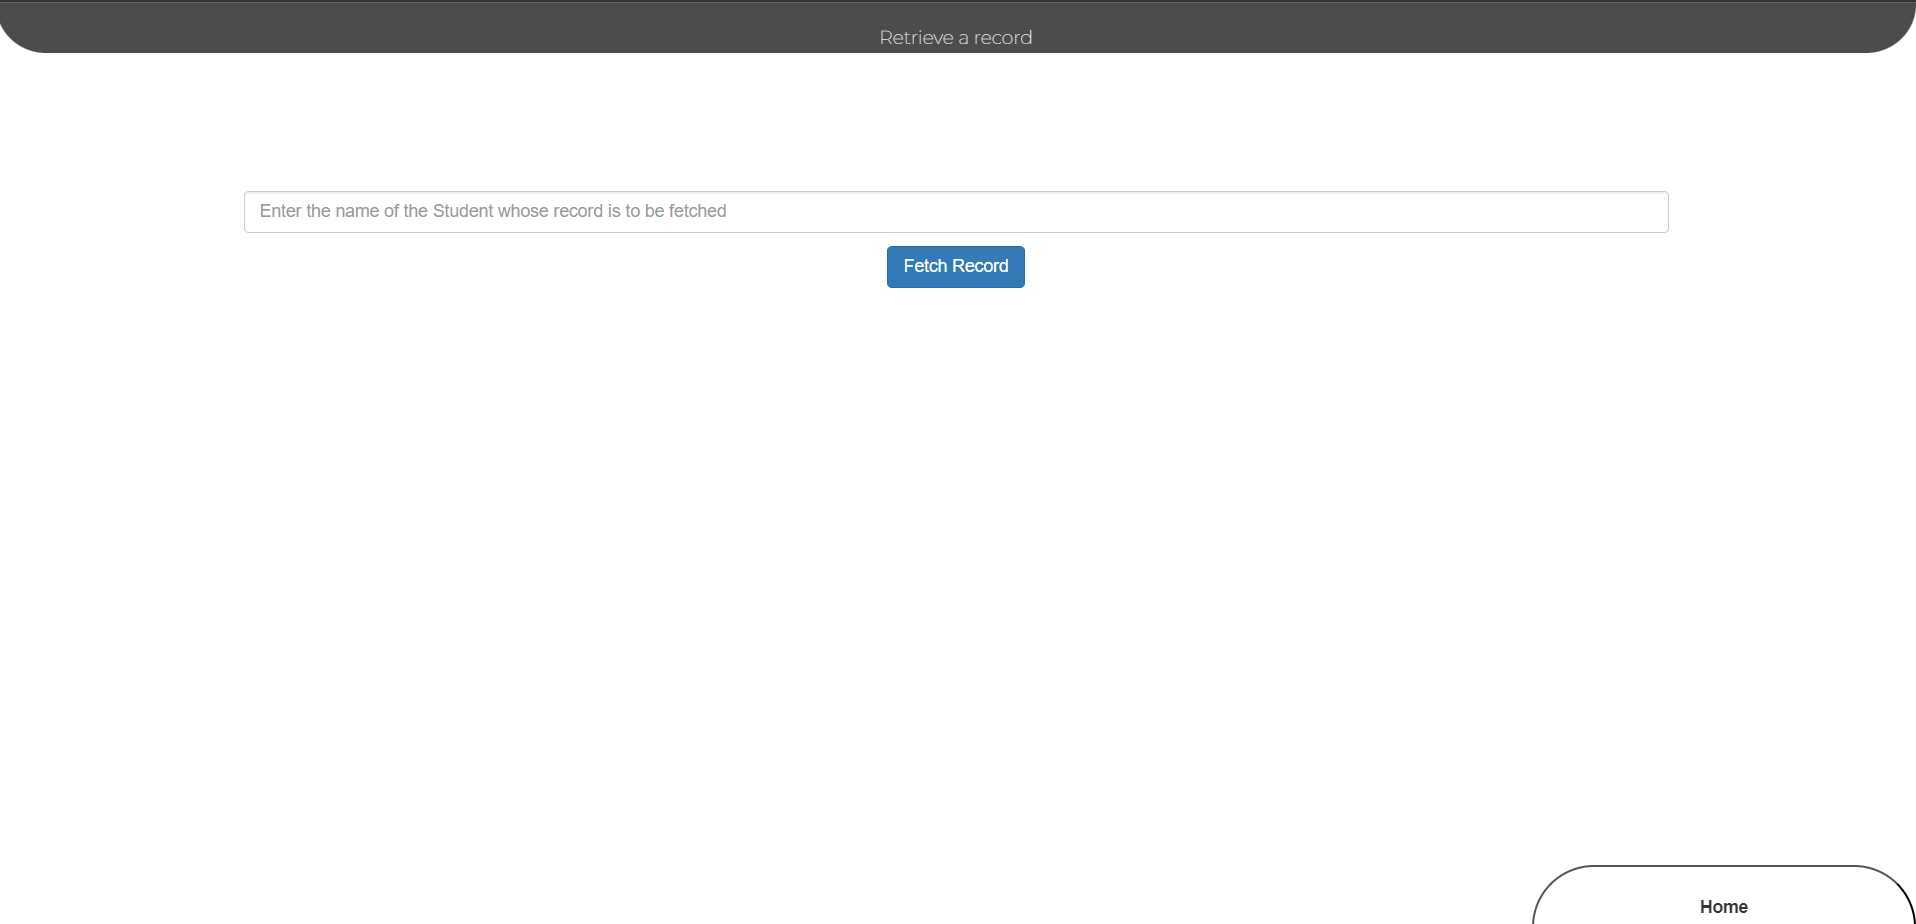 Retrieve a record
Enter the name of the Student whose record is to be fetched
Fetch Record
Home